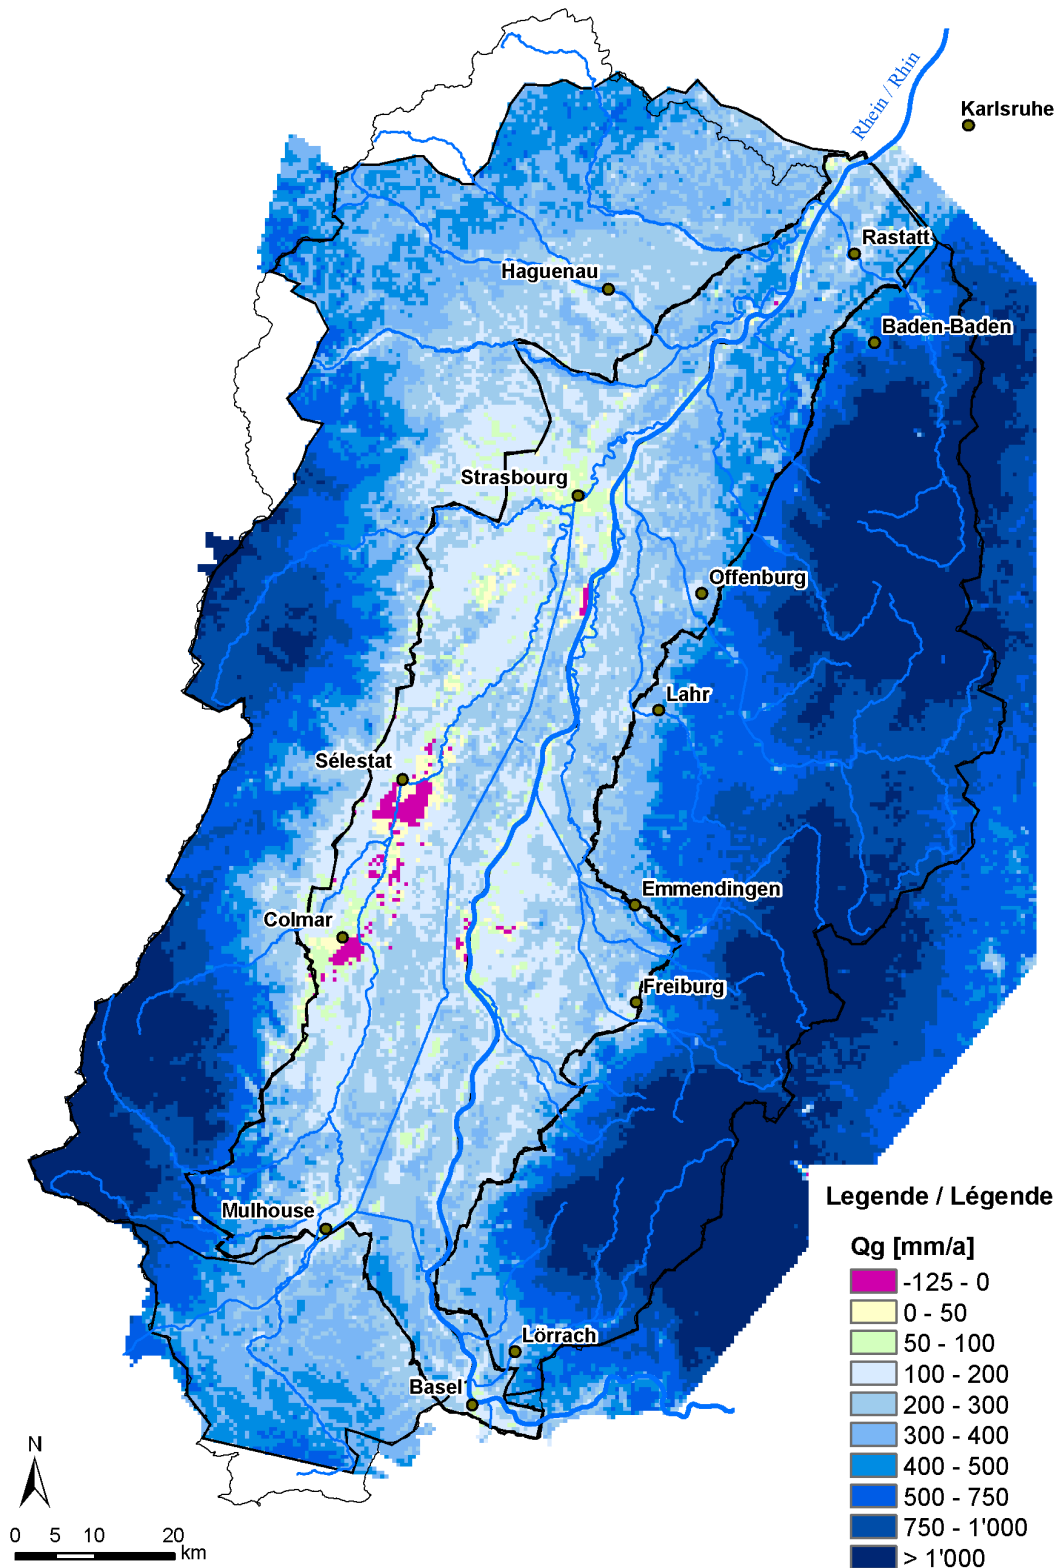 Rhein / Rhin
Karlsruhe
Rastatt
Haguenau
Baden-Baden
Strasbourg
Offenburg
Lahr
Sélestat
Emmendingen
Colmar
Freiburg
Mulhouse
Lörrach
Basel
Legende / Légende
Qg [mm/a]
-125 - 0
0 - 50
50 - 100
100 - 200
200 - 300
300 - 400
400 - 500
500 - 750
750 - 1'000
> 1'000
N
0 5 10 20
km